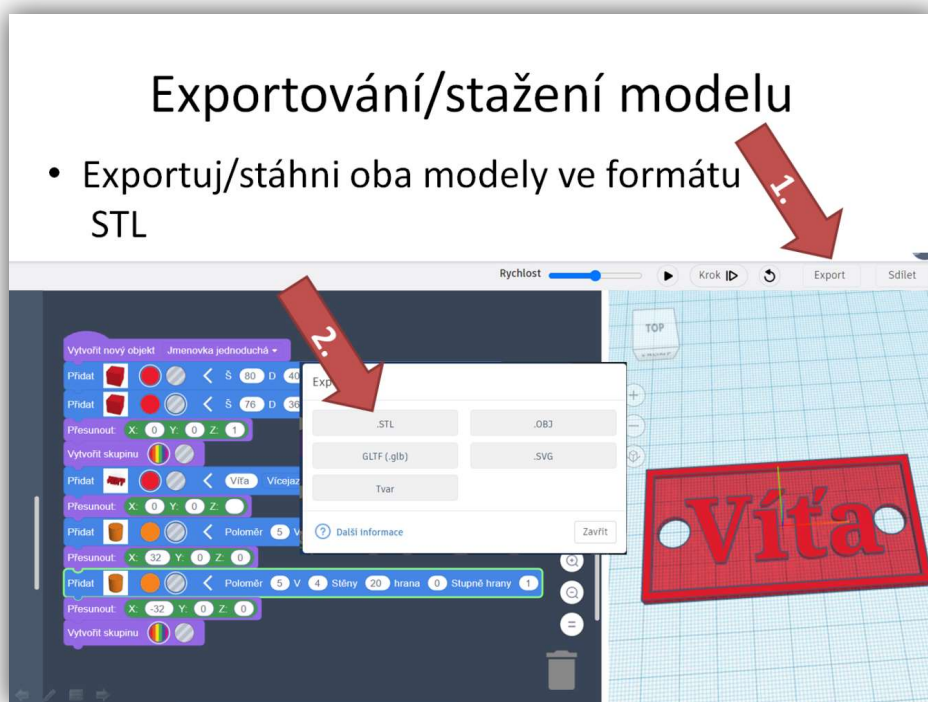 Exportování/stažení modelu
• Exportuj/stáhni oba modely ve formátu
STL
1.
Rychlost Krok Export Sdílet
2.
TOP
Vytvořit nový objekt Jmenovka jednoduchá
Přidat Š 80 D 40
Přidat Š 76 D 36
Přesunout: X: 0 Y: 0 Z: 1
Vytvořit skupinu
Přidat Víťa Vícejaz
Přesunout: X: 0 Y: 0 Z:
Přidat Poloměr 5 V
Přesunout: X: 32 Y: 0 Z: 0
Přidat Poloměr 5 V 4 Stěny 20 hrana 0 Stupně hrany 1
Přesunout: X: -32 Y: 0 Z: 0
Vytvořit skupinu
Exp
.STL .OBJ
GLTF (.glb) .SVG
Tvar
? Další informace Zavřít
Víťa